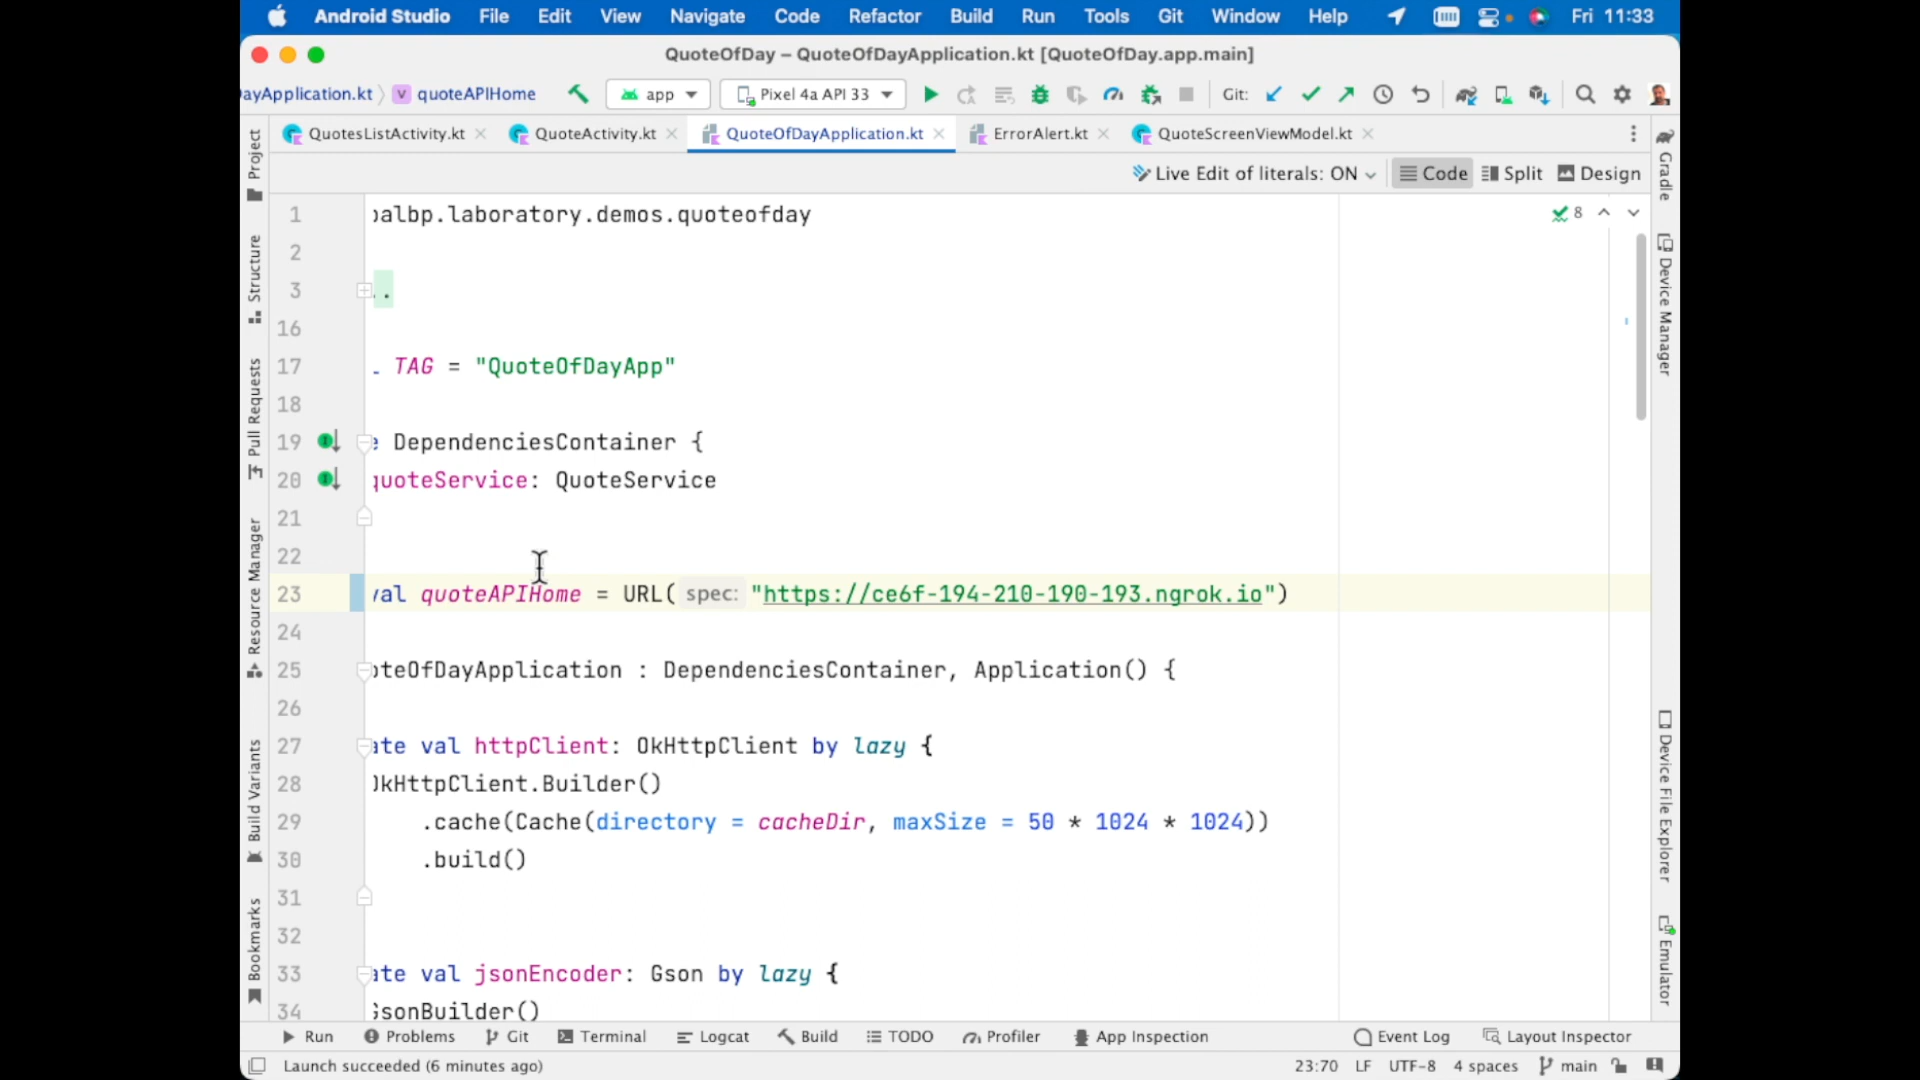 Android Studio File Edit View Navigate Code Refactor Build Run Tools Git Window Help Fri 11:33
QuoteOfDay – QuoteOfDayApplication.kt [QuoteOfDay.app.main]
DayApplication.kt quoteAPIHome app Pixel 4a API 33 Git:
QuotesListActivity.kt QuoteActivity.kt QuoteOfDayApplication.kt ErrorAlert.kt QuoteScreenViewModel.kt
Live Edit of literals: ON Code Split Design
Project
Structure
Pull Requests
Resource Manager
Build Variants
Bookmarks
8
1 palbp.laboratory.demos.quoteofday
2
3 ..
16
17 TAG = "QuoteOfDayApp"
18
19 e DependenciesContainer {
20 quoteService: QuoteService
21
22
23 val quoteAPIHome = URL( spec: "https://ce6f-194-210-190-193.ngrok.io")
24
25 oteOfDayApplication : DependenciesContainer, Application() {
26
27 ate val httpClient: OkHttpClient by lazy {
28 OkHttpClient.Builder()
29 .cache(Cache(directory = cacheDir, maxSize = 50 * 1024 * 1024))
30 .build()
31
32
33 ate val jsonEncoder: Gson by lazy {
34 GsonBuilder()
Gradle
Device Manager
Device File Explorer
Emulator
Run Problems Git Terminal Logcat Build TODO Profiler App Inspection Event Log Layout Inspector
Launch succeeded (6 minutes ago) 23:70 LF UTF-8 4 spaces main